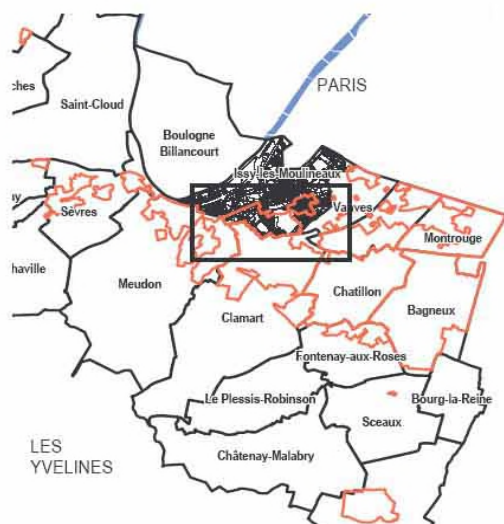 PARIS
ches
Saint-Cloud
Boulogne
Billancourt
Issy-les-Moulineaux
Vanves
Sèvres
Montrouge
haville
Meudon
Chatillon
Bagneux
Clamart
Fontenay-aux-Roses
Le Plessis-Robinson
Bourg-la-Reine
Sceaux
LES
YVELINES
Châtenay-Malabry